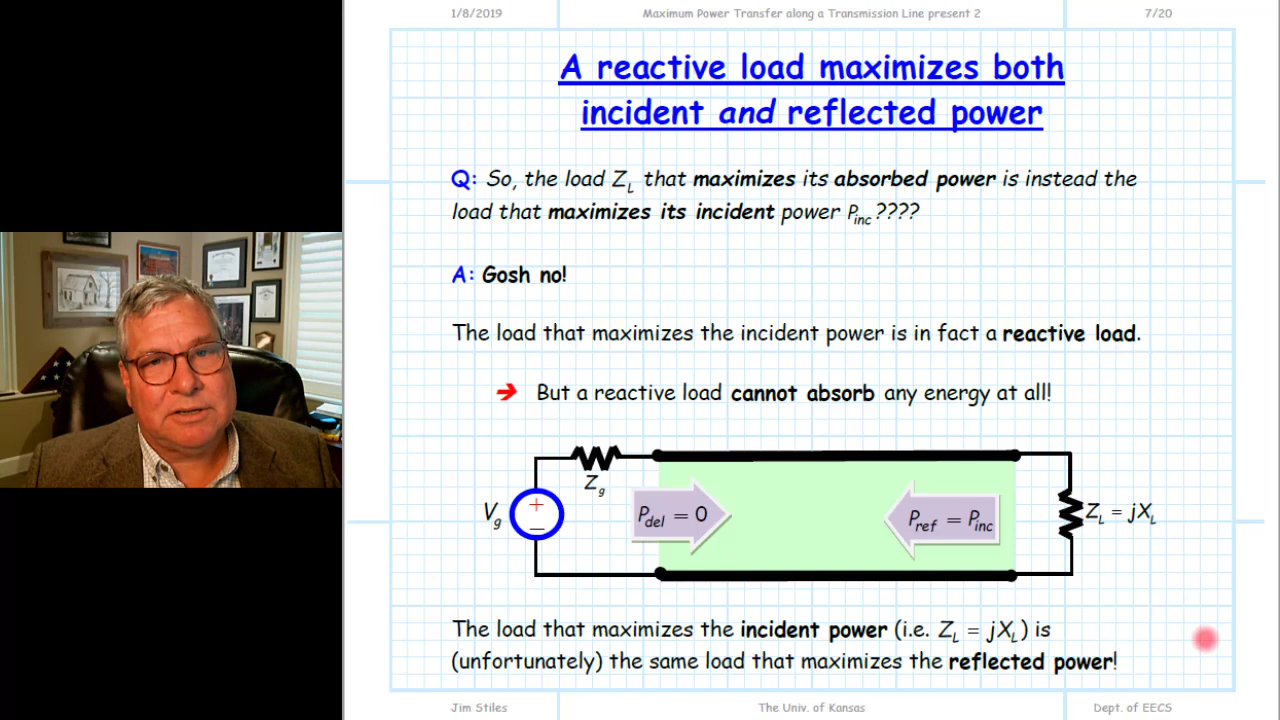 1/8/2019
Maximum Power Transfer along a Transmission Line present 2
7/20
A reactive load maximizes both
incident and reflected power
Q: So, the load Z_L that maximizes its absorbed power is instead the
load that maximizes its incident power P_inc ????
A: Gosh no!
The load that maximizes the incident power is in fact a reactive load.
➔ But a reactive load cannot absorb any energy at all!
Z_g
V_g
+
−
P_del = 0
P_ref = P_inc
Z_L = jX_L
The load that maximizes the incident power (i.e. Z_L = jX_L) is
(unfortunately) the same load that maximizes the reflected power!
Jim Stiles
The Univ. of Kansas
Dept. of EECS